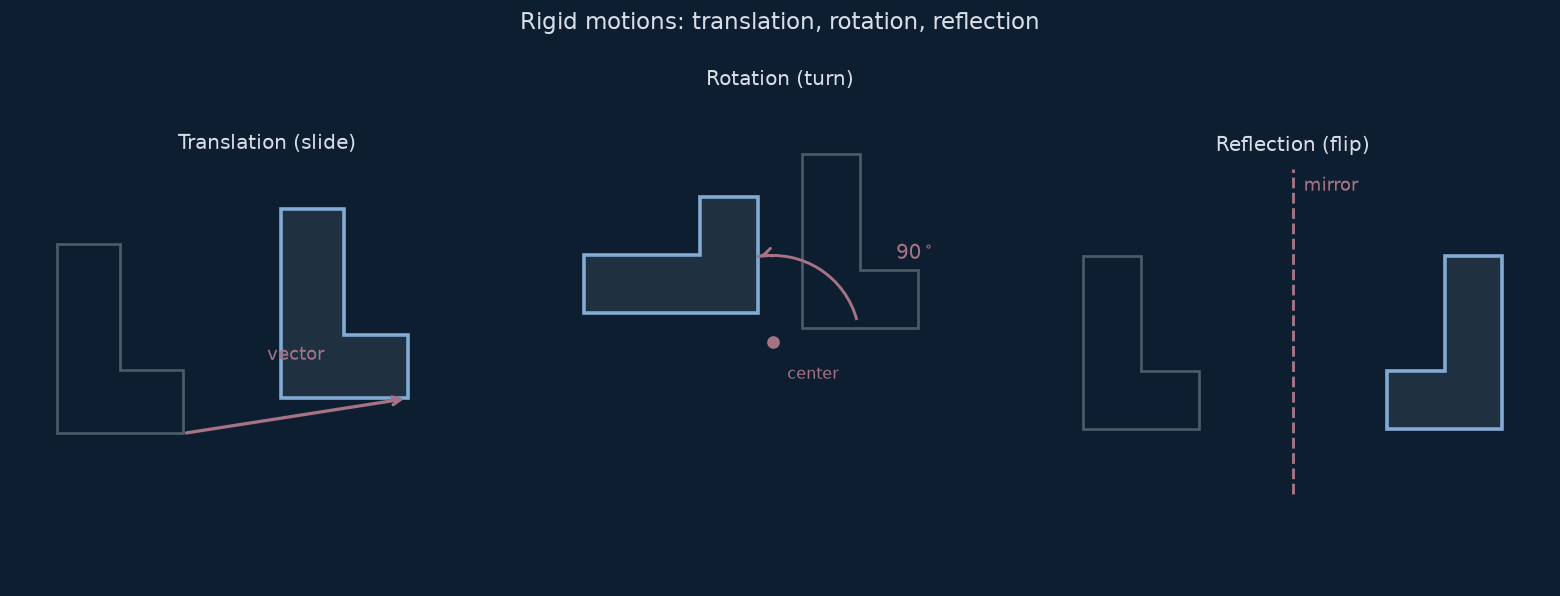 Rigid motions: translation, rotation, reflection
Rotation (turn)
Translation (slide)
Reflection (flip)
mirror
90°
vector
center